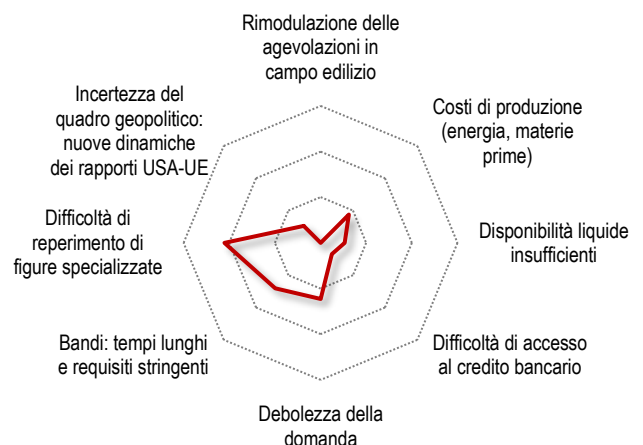 Rimodulazione delle
agevolazioni in
campo edilizio
Costi di produzione
(energia, materie
prime)
Disponibilità liquide
insufficienti
Difficoltà di accesso
al credito bancario
Debolezza della
domanda
Bandi: tempi lunghi
e requisiti stringenti
Difficoltà di
reperimento di
figure specializzate
Incertezza del
quadro geopolitico:
nuove dinamiche
dei rapporti USA-UE